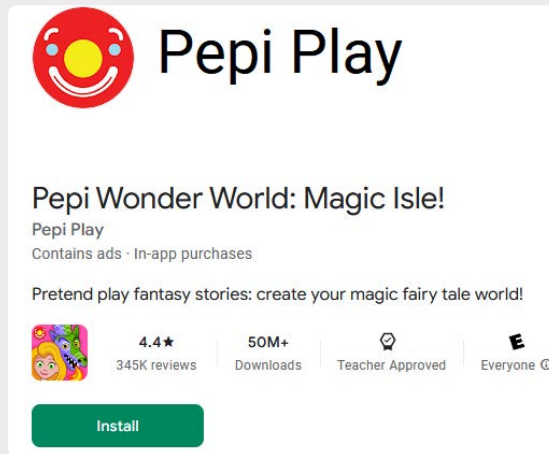 Pepi Play
Pepi Wonder World: Magic Isle!
Pepi Play
Contains ads · In-app purchases
Pretend play fantasy stories: create your magic fairy tale world!
4.4★ 50M+ E
345K reviews Downloads Teacher Approved Everyone
Install